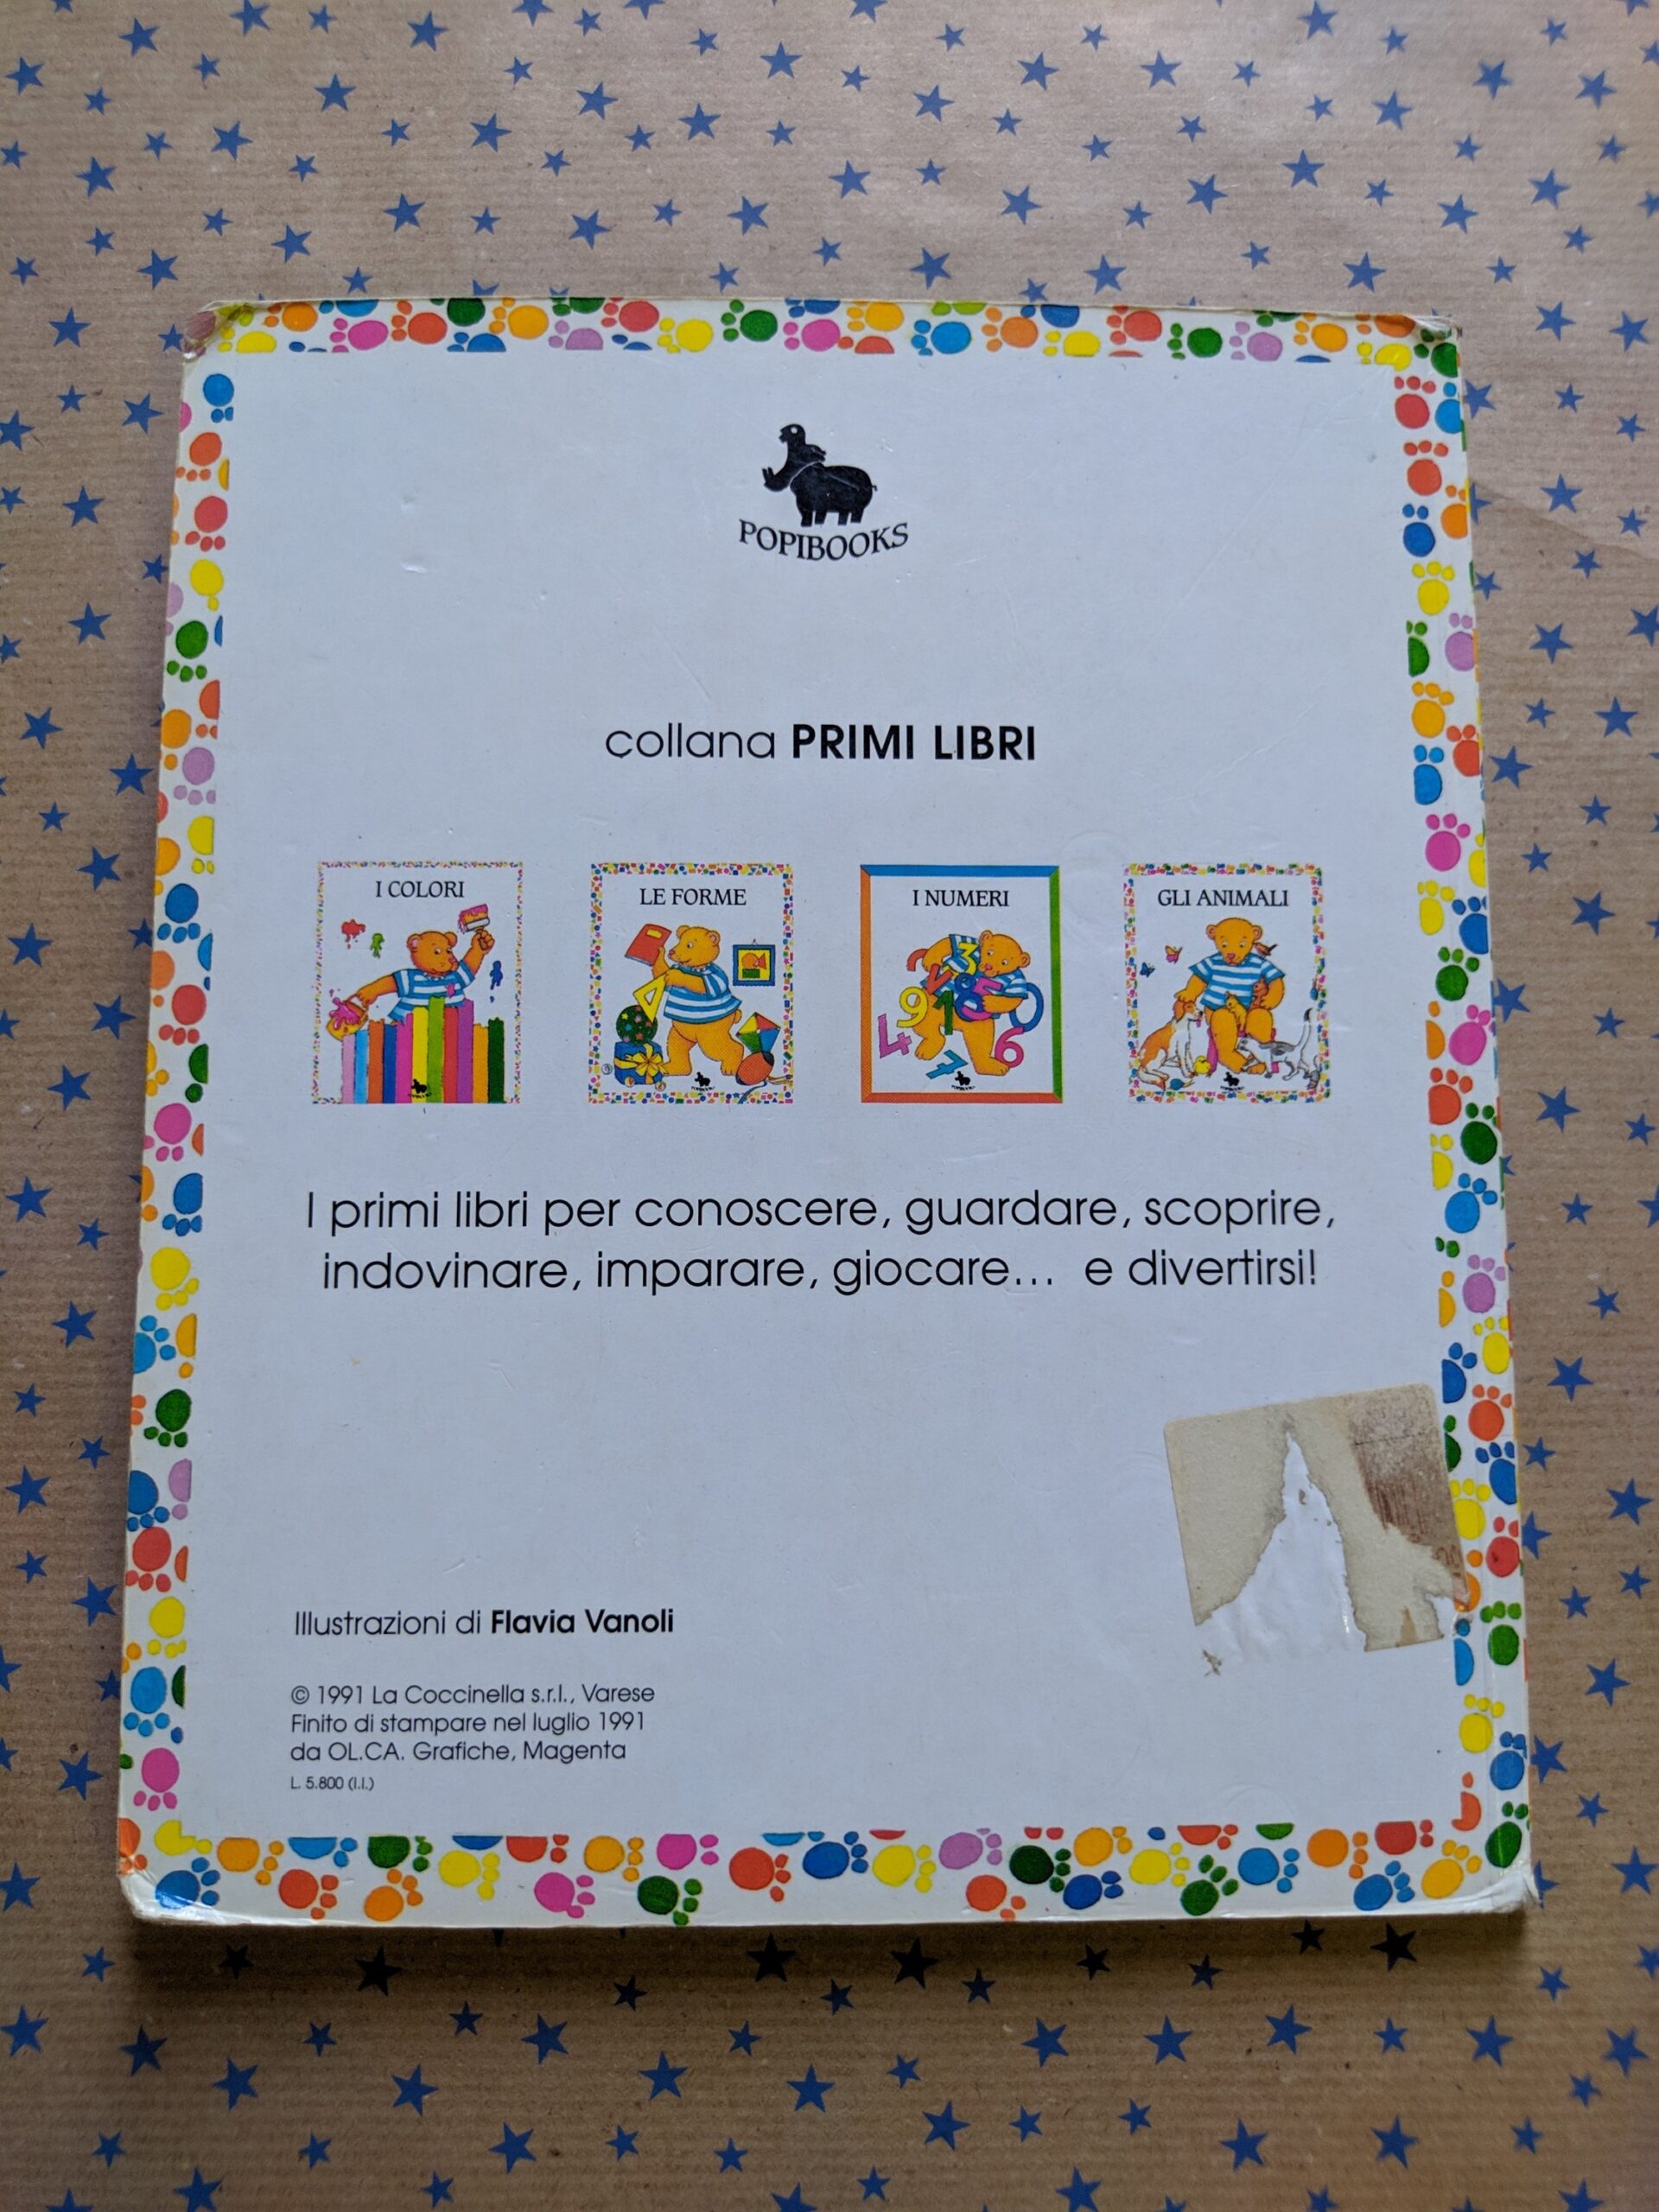 POPIBOOKS
collana PRIMI LIBRI
I COLORI
LE FORME
I NUMERI
GLI ANIMALI
I primi libri per conoscere, guardare, scoprire,
indovinare, imparare, giocare... e divertirsi!
Illustrazioni di Flavia Vanoli
© 1991 La Coccinella s.r.l., Varese
Finito di stampare nel luglio 1991
da OL.CA. Grafiche, Magenta
L. 5.800 (I.I.)